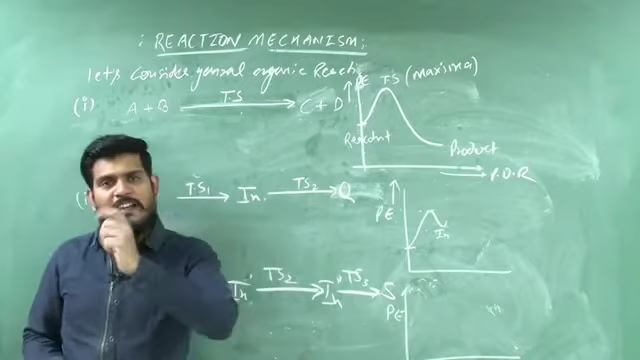 : REACTION MECHANISM:
Let's Consider general organic React
PE TS (maxima)
(i) A + B TS C + D
Reactant
Product
P.O.R
TS1 In TS2 Q
PE
In
In TS2 In TS3 S
PE